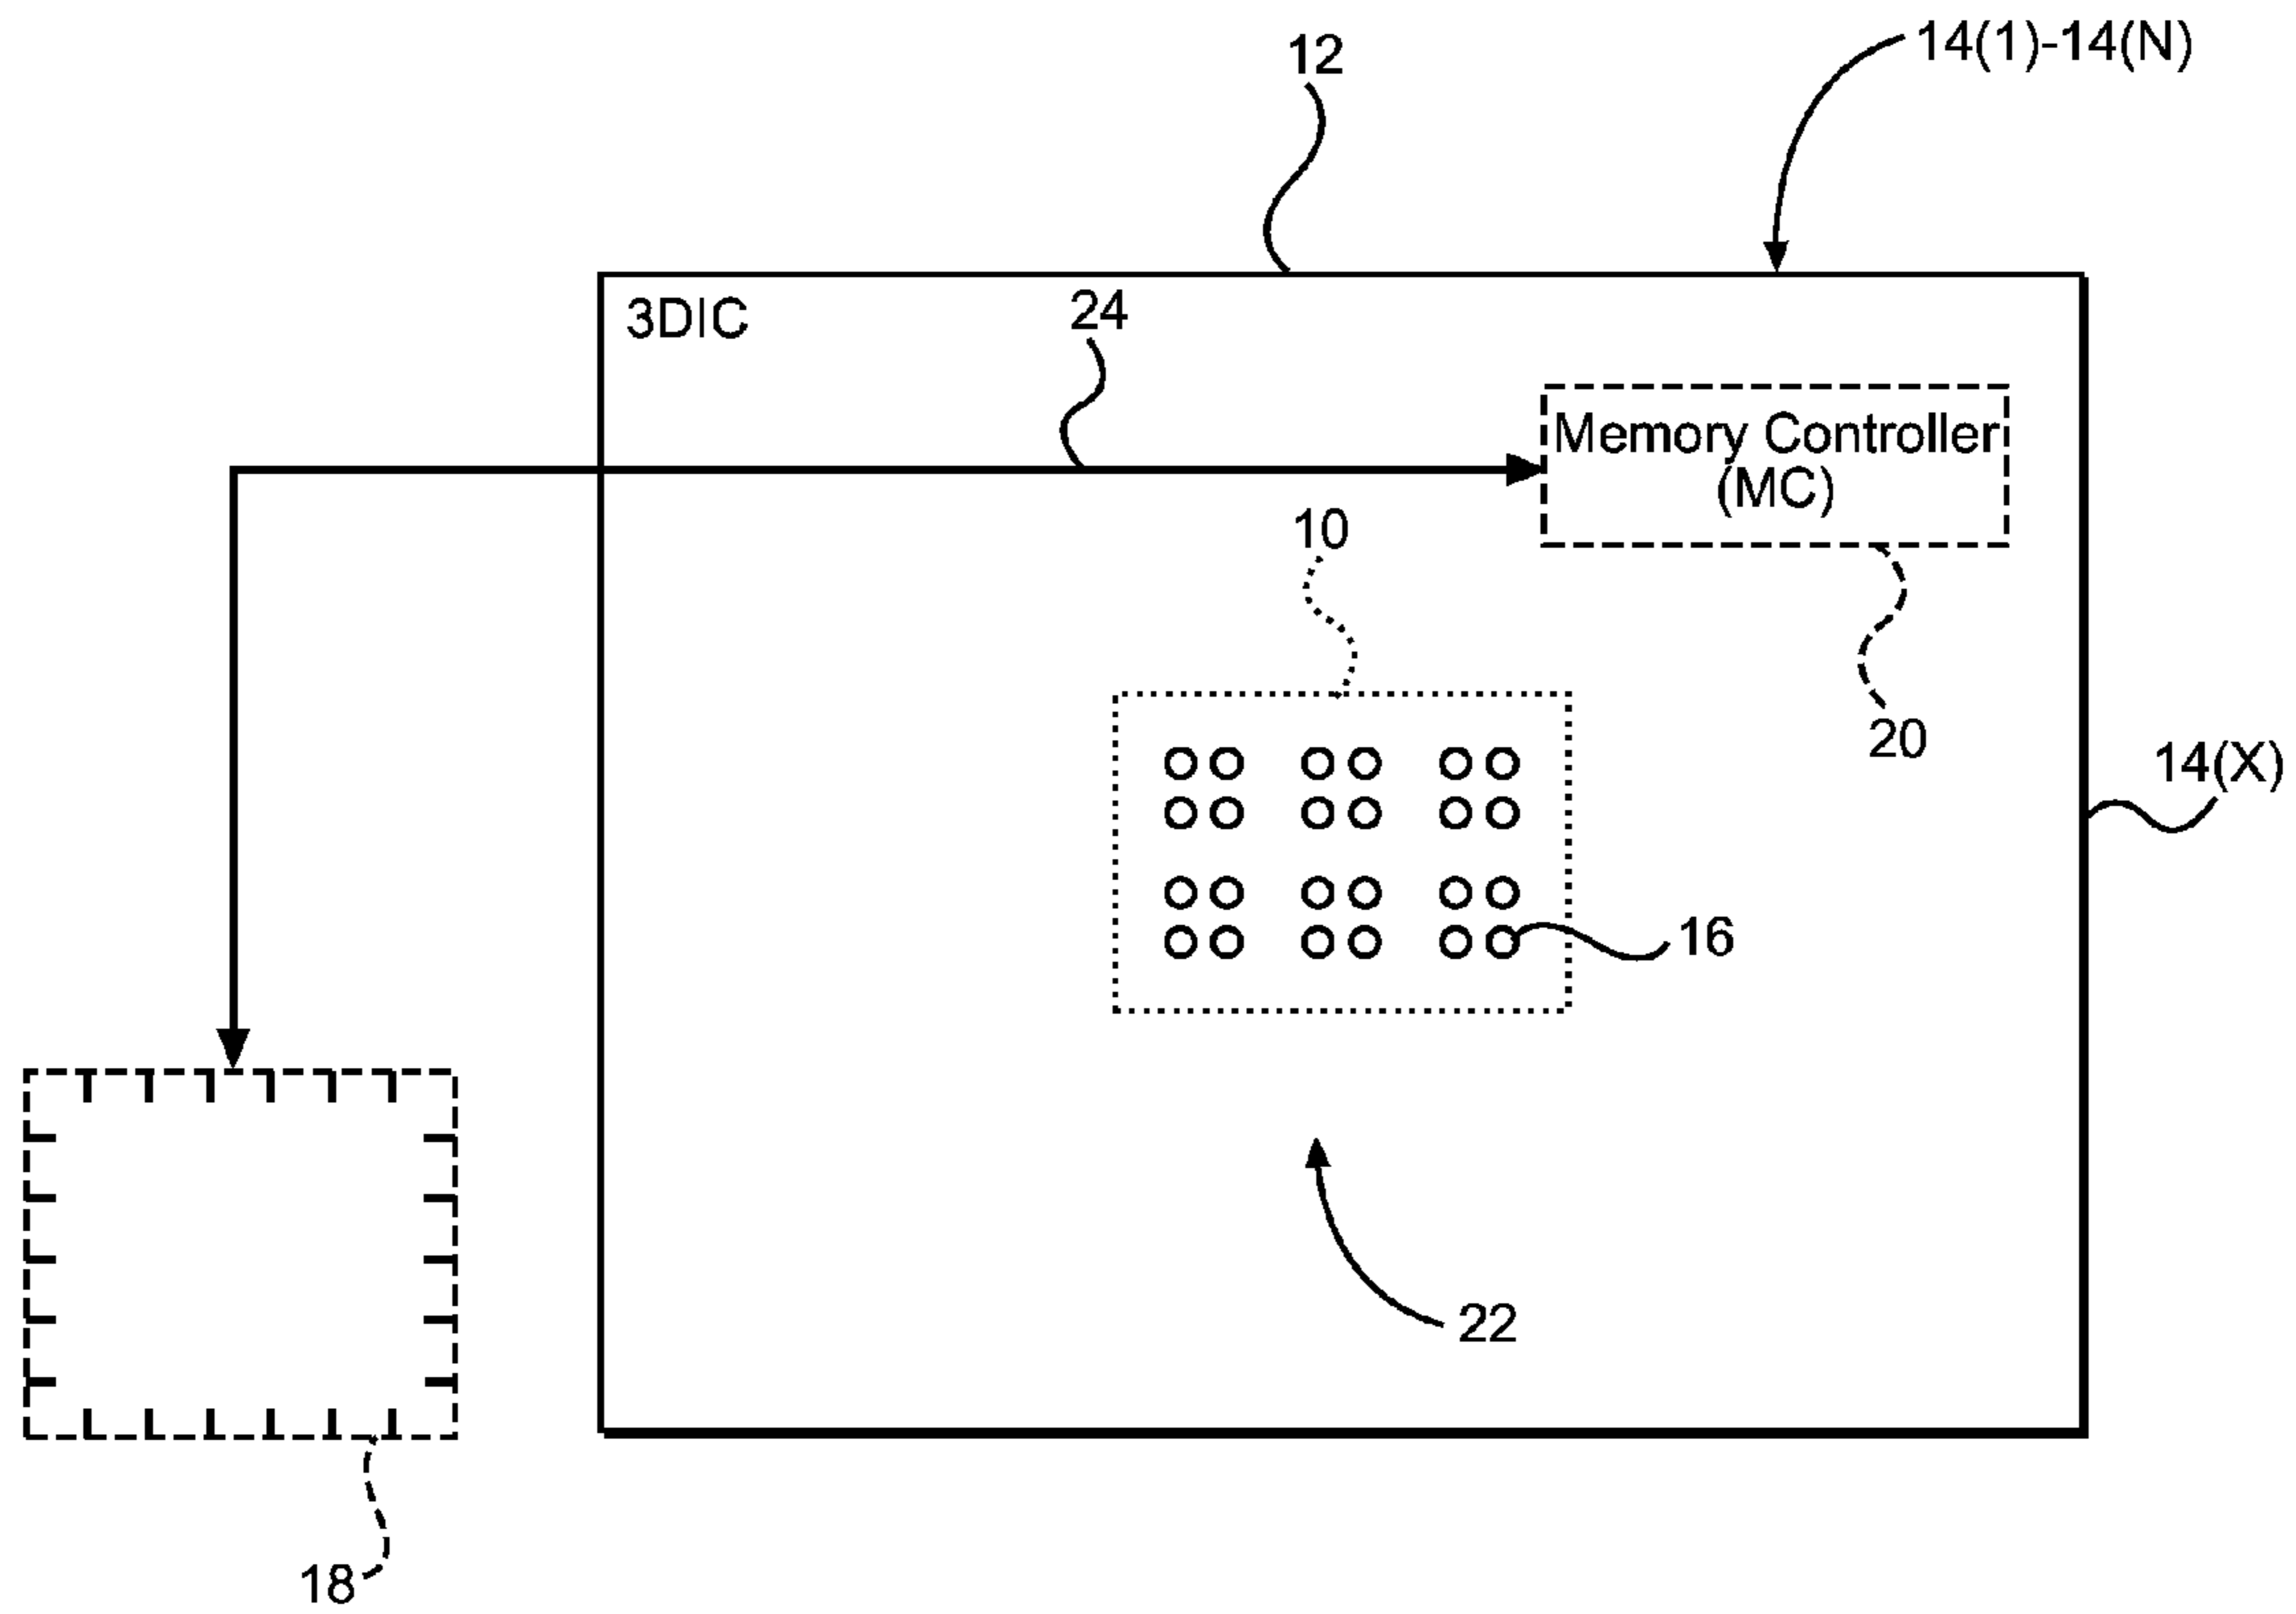 14(1)-14(N)
12
3DIC
24
Memory Controller
(MC)
10
20
14(X)
16
22
18